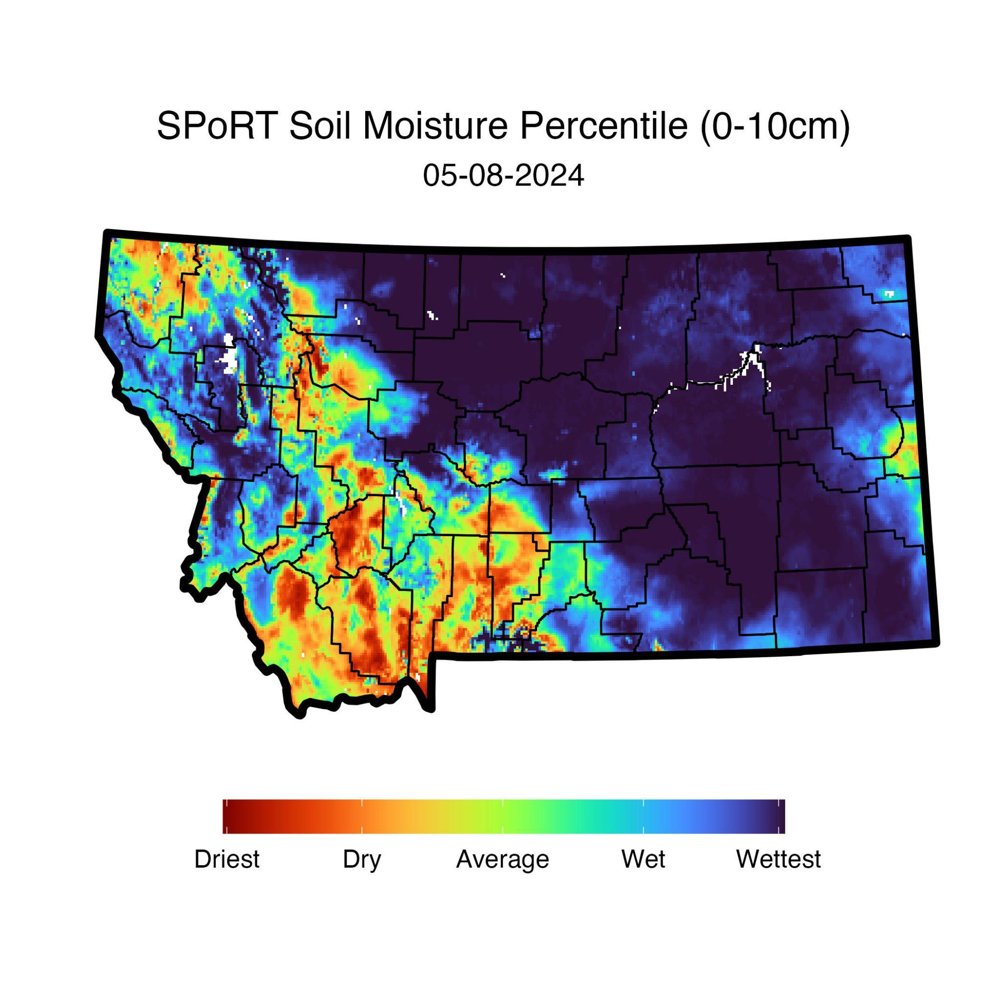 SPoRT Soil Moisture Percentile (0-10cm)
05-08-2024
Driest Dry Average Wet Wettest